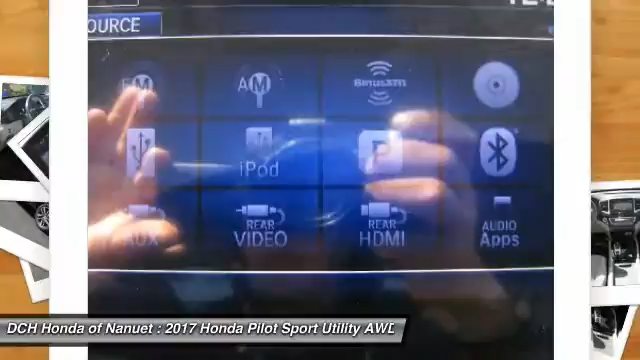 OURCE
FM
AM
SiriusXM
iPod
P
AUX
REAR
VIDEO
REAR
HDMI
AUDIO
Apps
DCH Honda of Nanuet : 2017 Honda Pilot Sport Utility AWD